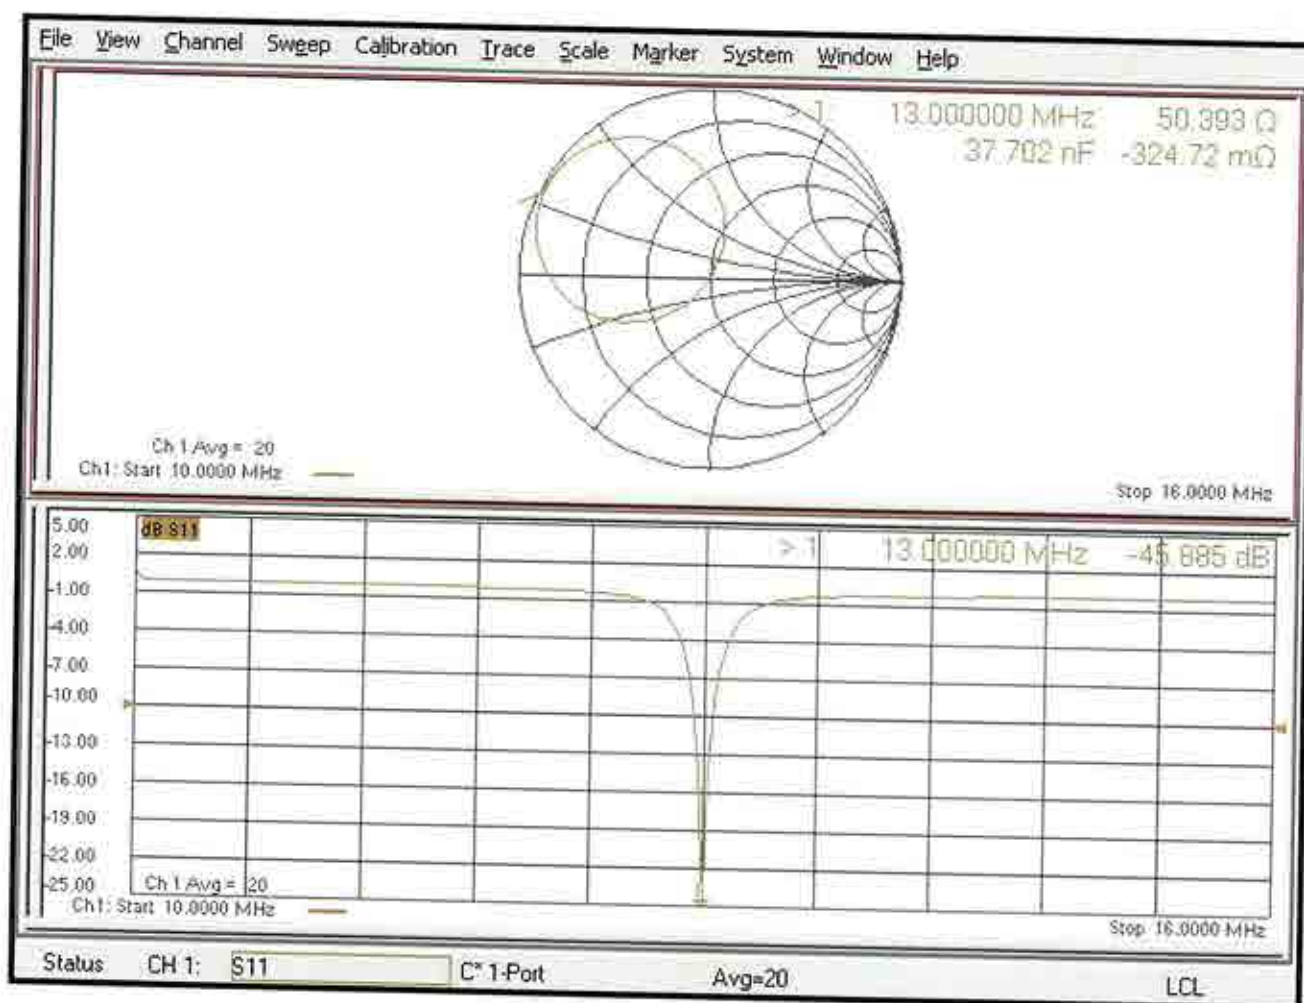 File View Channel Sweep Calibration Trace Scale Marker System Window Help
> 1 13.000000 MHz 50.393 Ω
37.702 nF -324.72 mΩ
Ch 1 Avg = 20
Ch1: Start 10.0000 MHz
Stop 16.0000 MHz
5.00
dB S11
> 1 13.000000 MHz -45.885 dB
2.00
-1.00
-4.00
-7.00
-10.00
-13.00
-16.00
-19.00
-22.00
-25.00
Ch 1 Avg = 20
Ch1: Start 10.0000 MHz
Stop 16.0000 MHz
Status CH 1: S11 C* 1-Port Avg=20 LCL